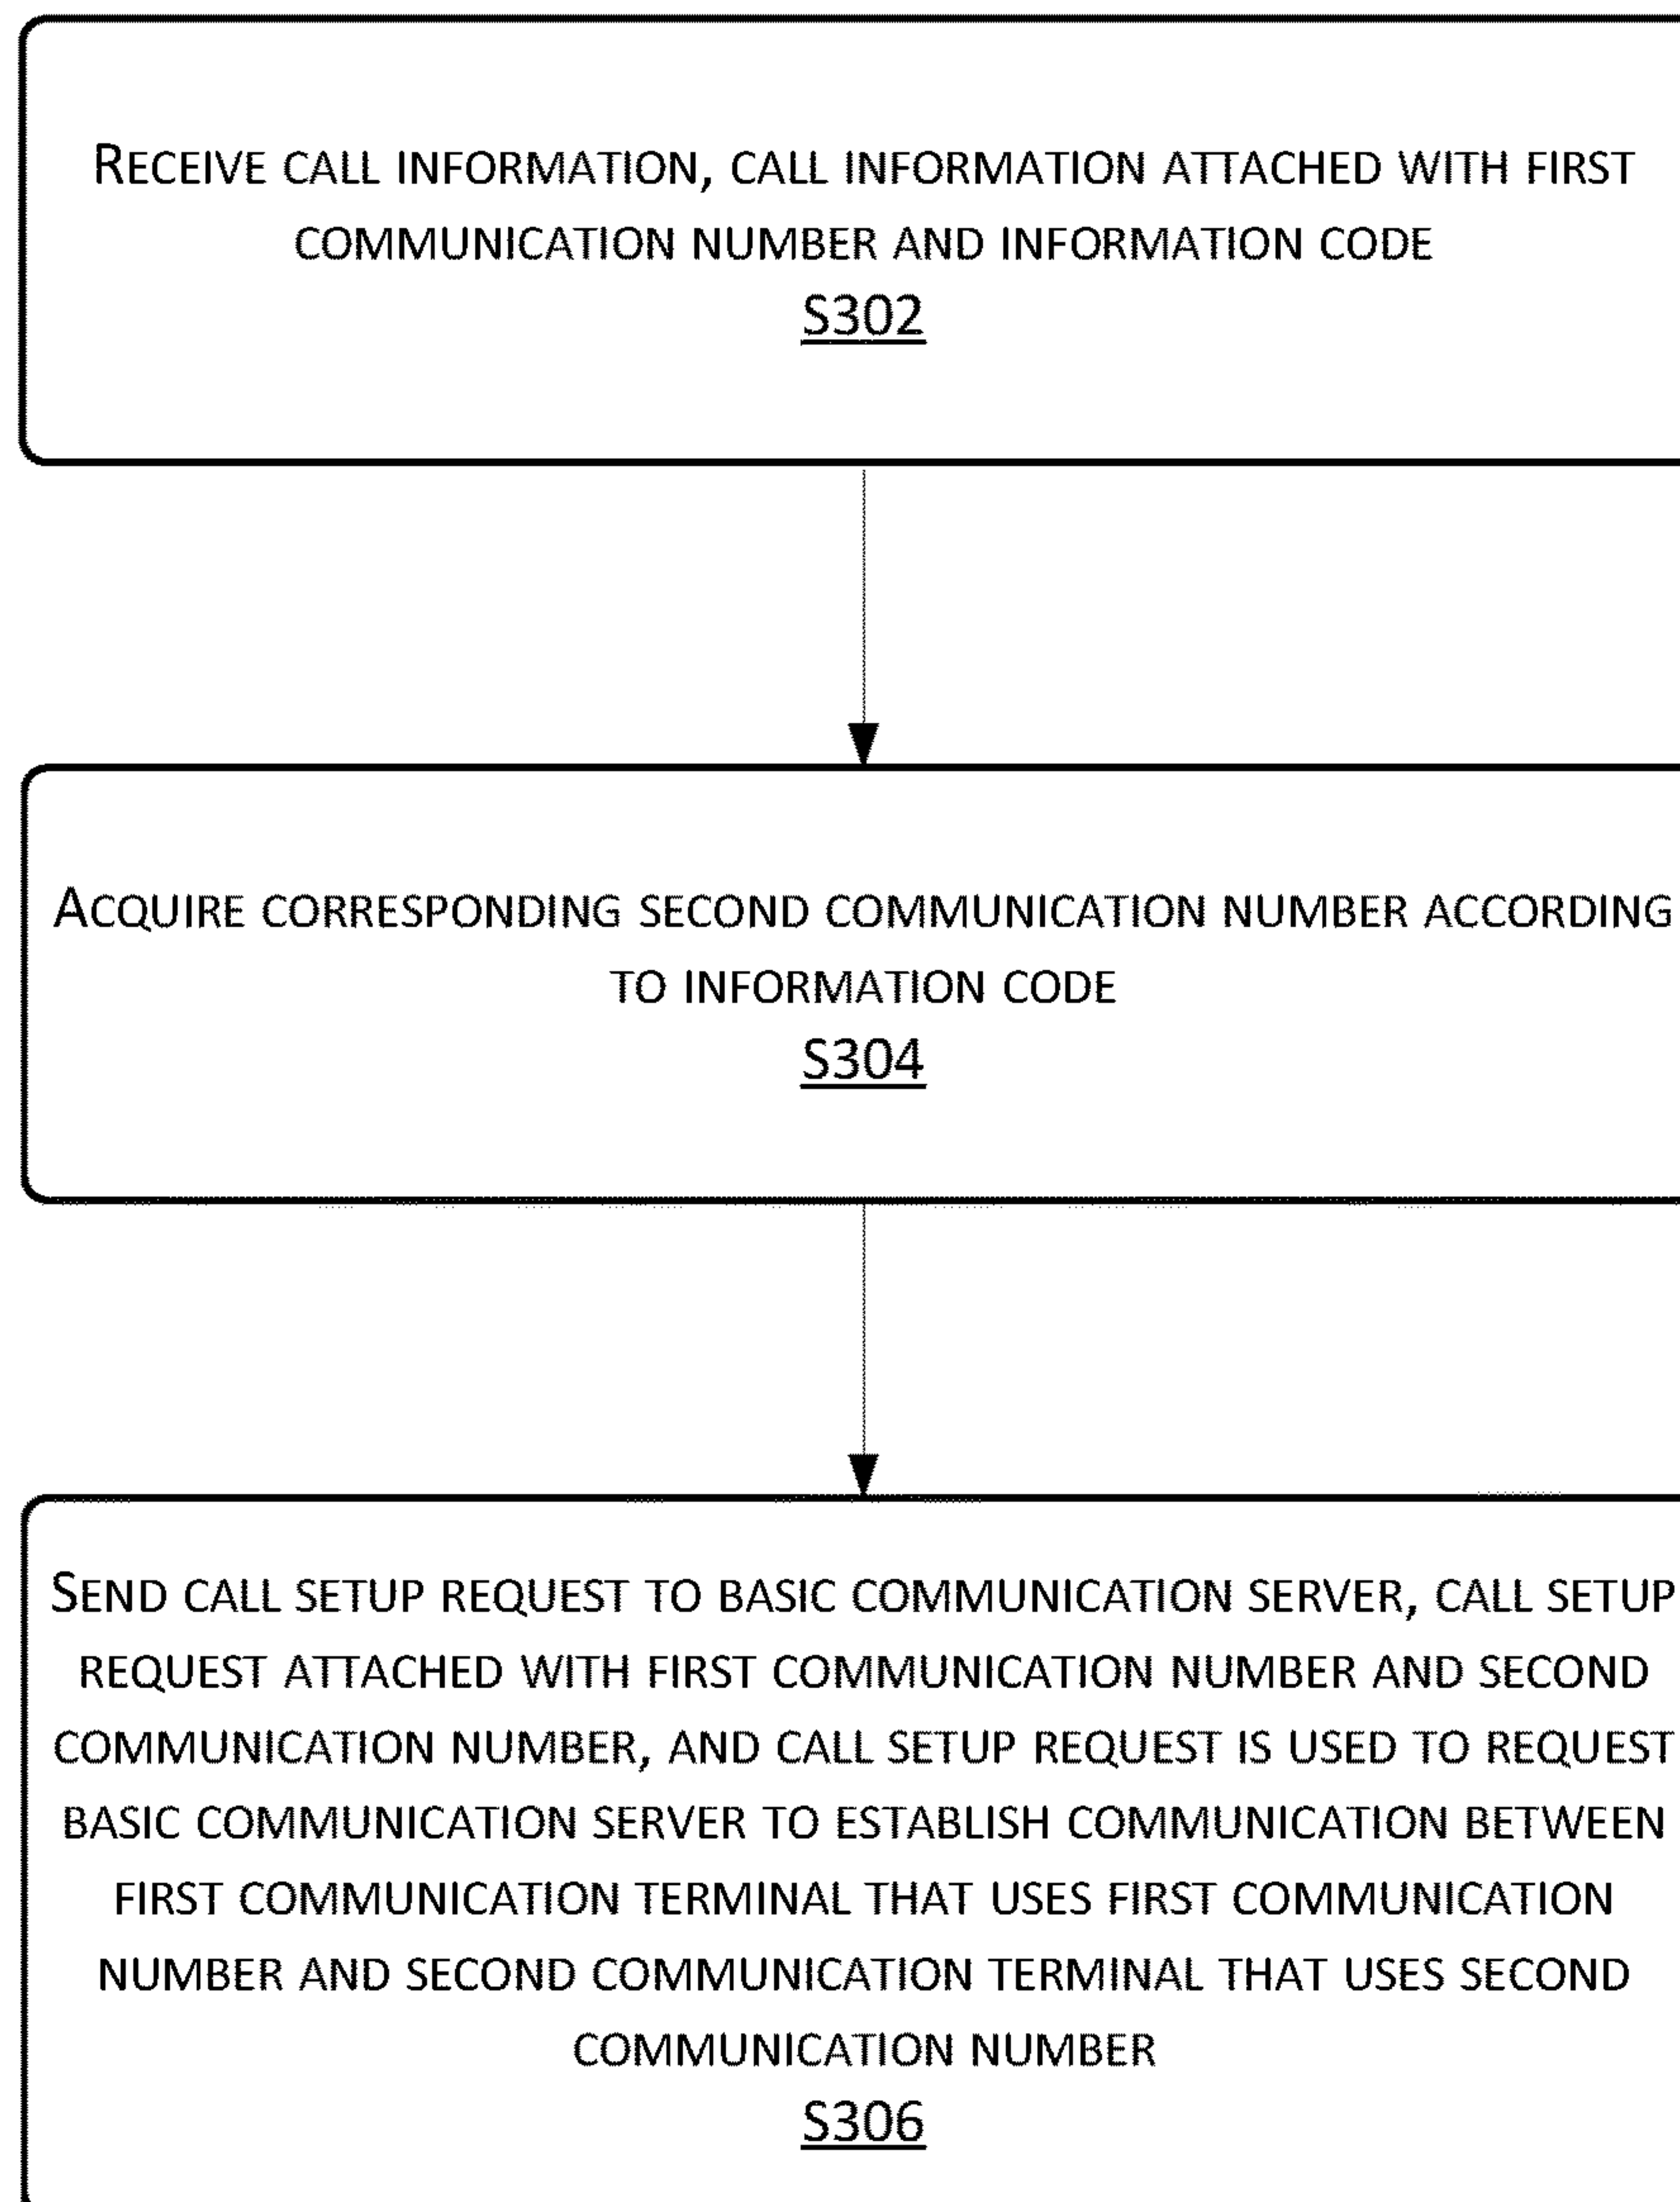 RECEIVE CALL INFORMATION, CALL INFORMATION ATTACHED WITH FIRST
COMMUNICATION NUMBER AND INFORMATION CODE
S302
ACQUIRE CORRESPONDING SECOND COMMUNICATION NUMBER ACCORDING
TO INFORMATION CODE
S304
SEND CALL SETUP REQUEST TO BASIC COMMUNICATION SERVER, CALL SETUP
REQUEST ATTACHED WITH FIRST COMMUNICATION NUMBER AND SECOND
COMMUNICATION NUMBER, AND CALL SETUP REQUEST IS USED TO REQUEST
BASIC COMMUNICATION SERVER TO ESTABLISH COMMUNICATION BETWEEN
FIRST COMMUNICATION TERMINAL THAT USES FIRST COMMUNICATION
NUMBER AND SECOND COMMUNICATION TERMINAL THAT USES SECOND
COMMUNICATION NUMBER
S306